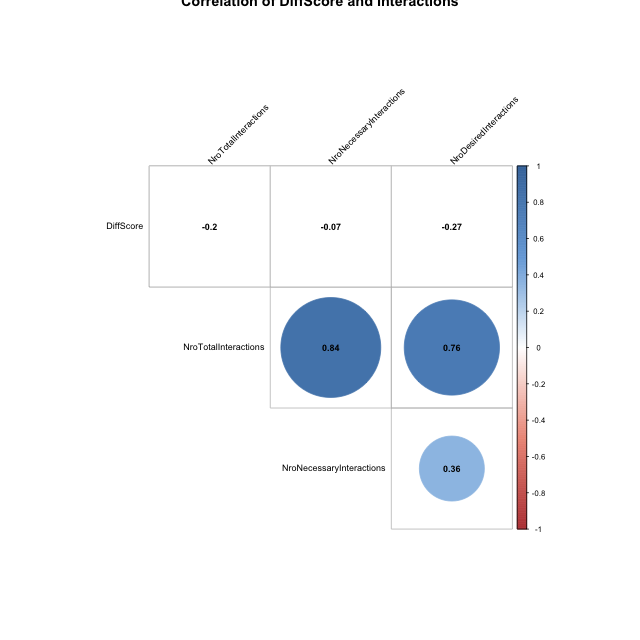 Correlation of DiffScore and Interactions
NroTotalInteractions
NroNecessaryInteractions
NroDesiredInteractions
DiffScore
-0.2
-0.07
-0.27
NroTotalInteractions
0.84
0.76
NroNecessaryInteractions
0.36
1
0.8
0.6
0.4
0.2
0
-0.2
-0.4
-0.6
-0.8
-1